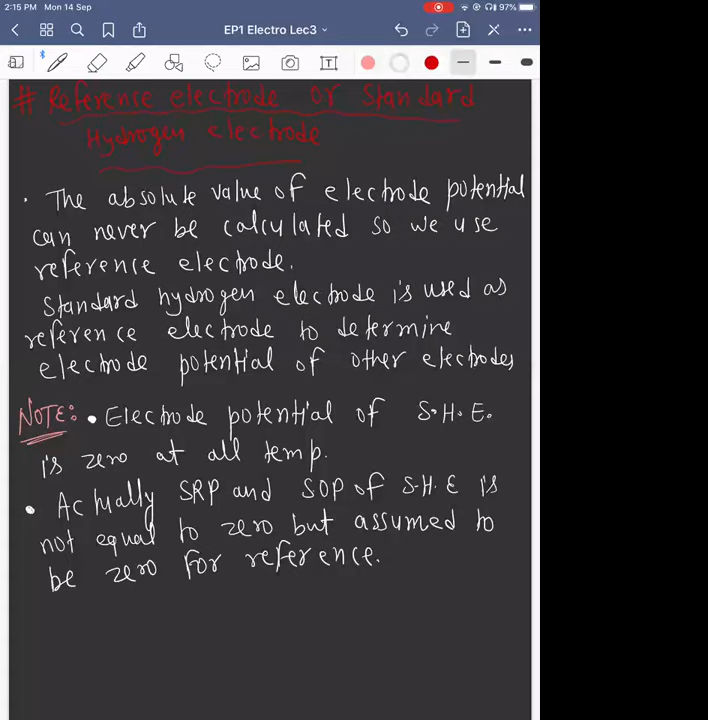 2:15 PM Mon 14 Sep
97%
EP1 Electro Lec3
T
# Reference electrode or Standard
Hydrogen electrode
• The absolute value of electrode potential
can never be calculated so we use
reference electrode.
Standard hydrogen electrode is used as
reference electrode to determine
electrode potential of other electrodes
NOTE: • Electrode potential of S.H.E.
is zero at all temp.
• Actually SRP and SOP of S.H.E is
not equal to zero but assumed to
be zero for reference.